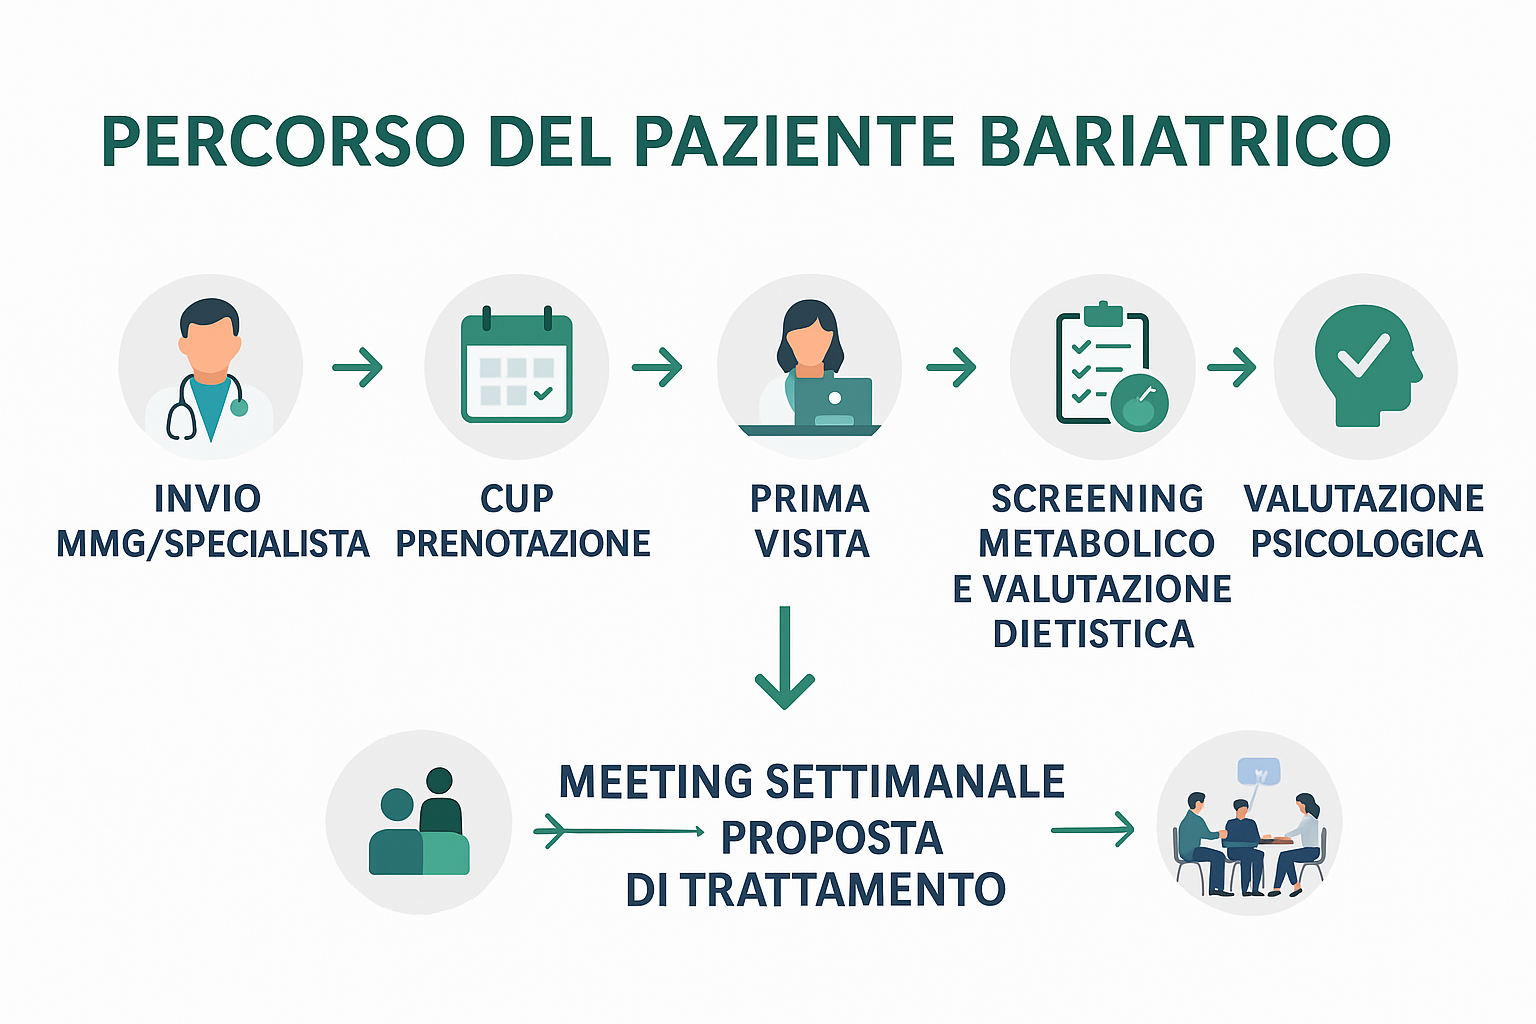 PERCORSO DEL PAZIENTE BARIATRICO
INVIO
MMG/SPECIALISTA
CUP
PRENOTAZIONE
PRIMA
VISITA
SCREENING
METABOLICO
E VALUTAZIONE
DIETISTICA
VALUTAZIONE
PSICOLOGICA
MEETING SETTIMANALE
PROPOSTA
DI TRATTAMENTO